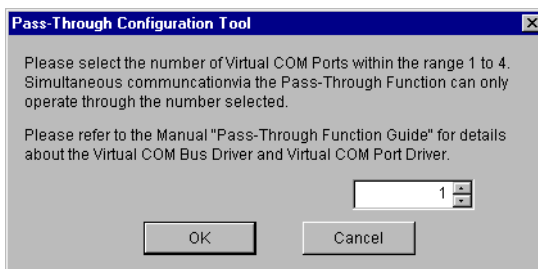 Pass-Through Configuration Tool
Please select the number of Virtual COM Ports within the range 1 to 4.
Simultaneous communcationvia the Pass-Through Function can only
operate through the number selected.
Please refer to the Manual "Pass-Through Function Guide" for details
about the Virtual COM Bus Driver and Virtual COM Port Driver.
1
OK Cancel